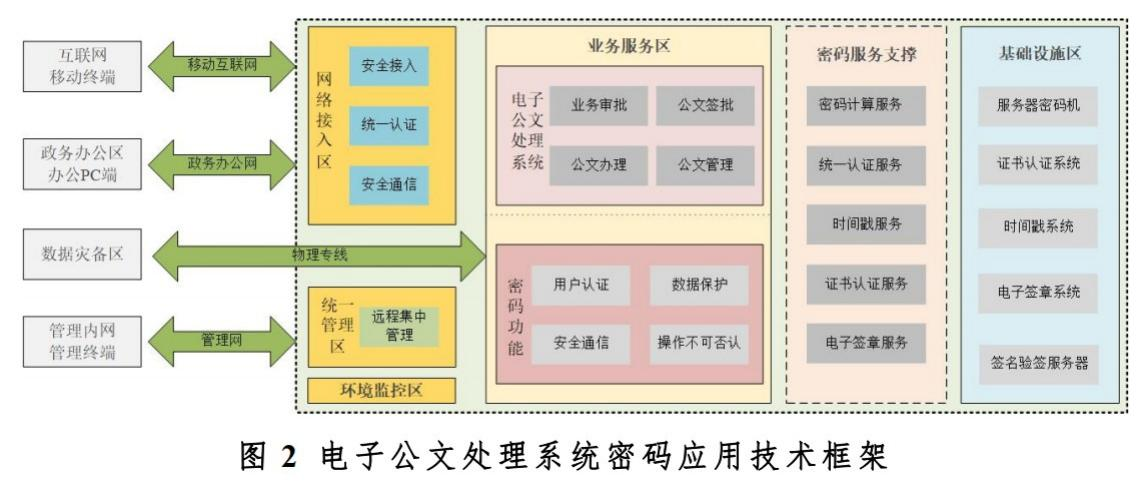 互联网
移动终端
移动互联网
政务办公区
办公PC端
政务办公网
数据灾备区
物理专线
管理内网
管理终端
管理网
网络接入区
安全接入
统一认证
安全通信
统一
管理
区
远程集中
管理
环境监控区
业务服务区
电子
公文
处理
系统
业务审批
公文签批
公文办理
公文管理
密码功能
用户认证
数据保护
安全通信
操作不可否认
密码服务支撑
密码计算服务
统一认证服务
时间戳服务
证书认证服务
电子签章服务
基础设施区
服务器密码机
证书认证系统
时间戳系统
电子签章系统
签名验签服务器
图 2 电子公文处理系统密码应用技术框架